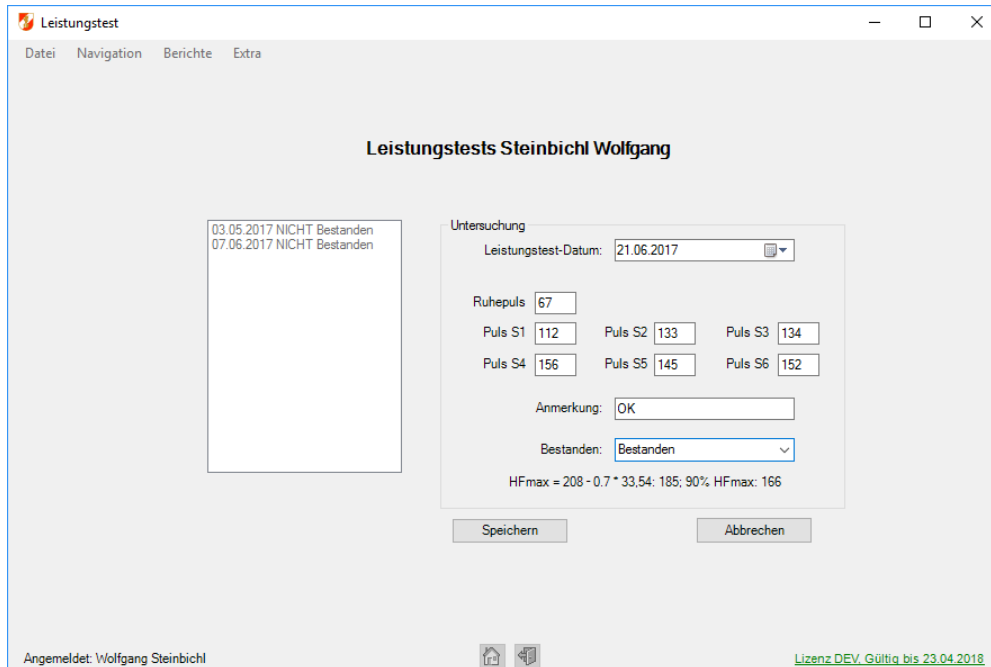 Leistungstest
Datei Navigation Berichte Extra
Leistungstests Steinbichl Wolfgang
03.05.2017 NICHT Bestanden
07.06.2017 NICHT Bestanden
Untersuchung
Leistungstest-Datum: 21.06.2017
Ruhepuls 67
Puls S1 112 Puls S2 133 Puls S3 134
Puls S4 156 Puls S5 145 Puls S6 152
Anmerkung: OK
Bestanden: Bestanden
HFmax = 208 - 0.7 * 33,54: 185; 90% HFmax: 166
Speichern Abbrechen
Angemeldet: Wolfgang Steinbichl Lizenz DEV. Gültig bis 23.04.2018